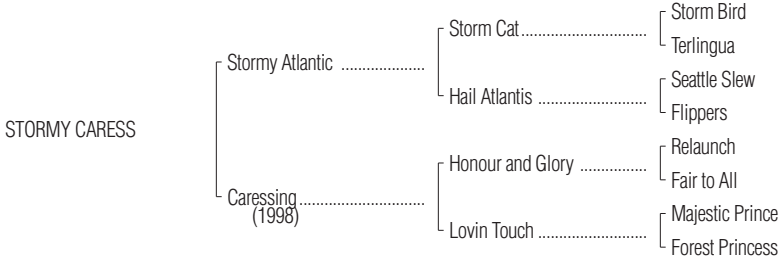 Storm Bird
Storm Cat
Terlingua
Stormy Atlantic
Seattle Slew
Hail Atlantis
Flippers
STORMY CARESS
Relaunch
Honour and Glory
Fair to All
Caressing
(1998)
Majestic Prince
Lovin Touch
Forest Princess